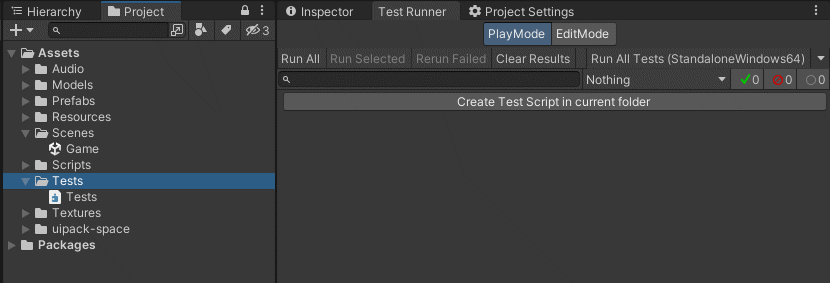 Hierarchy Project
3
Assets
Audio
Models
Prefabs
Resources
Scenes
Game
Scripts
Tests
Tests
Textures
uipack-space
Packages
Inspector Test Runner Project Settings
PlayMode EditMode
Run All Run Selected Rerun Failed Clear Results Run All Tests (StandaloneWindows64)
Nothing 0 0 0
Create Test Script in current folder